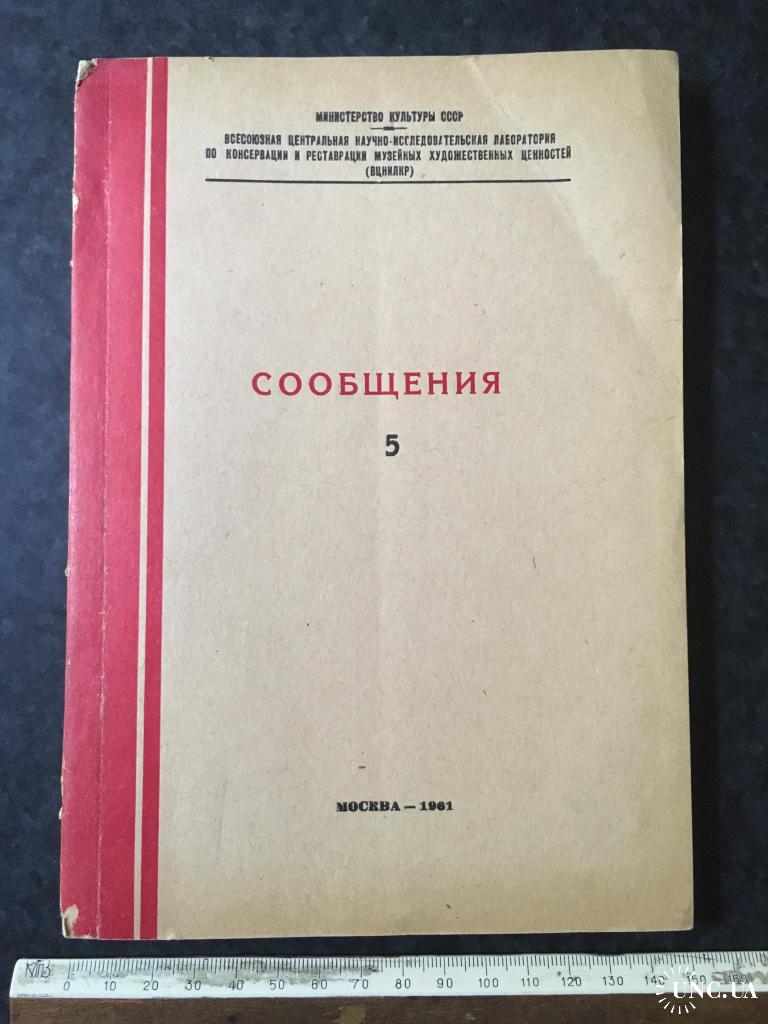 МИНИСТЕРСТВО КУЛЬТУРЫ СССР
ВСЕСОЮЗНАЯ ЦЕНТРАЛЬНАЯ НАУЧНО-ИССЛЕДОВАТЕЛЬСКАЯ ЛАБОРАТОРИЯ
ПО КОНСЕРВАЦИИ И РЕСТАВРАЦИИ МУЗЕЙНЫХ ХУДОЖЕСТВЕННЫХ ЦЕННОСТЕЙ
(ВЦНИЛКР)
СООБЩЕНИЯ
5
МОСКВА — 1961
0 10 20 30 40 50 60 70 80 90 100 110 120 130 140 150 160
UNC.UA